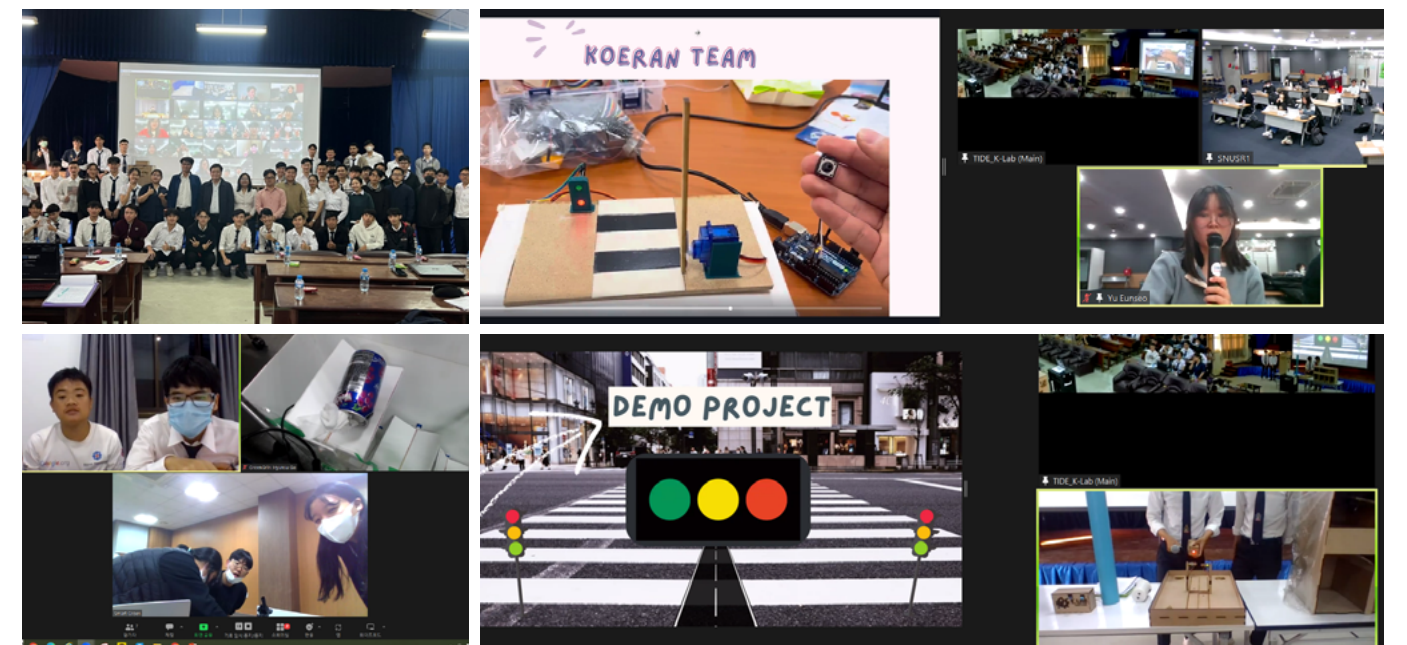 KOERAN TEAM
TIDE_K-Lab (Main)
SNUSR1
Yu Eunseo
DEMO PROJECT
TIDE_K-Lab (Main)